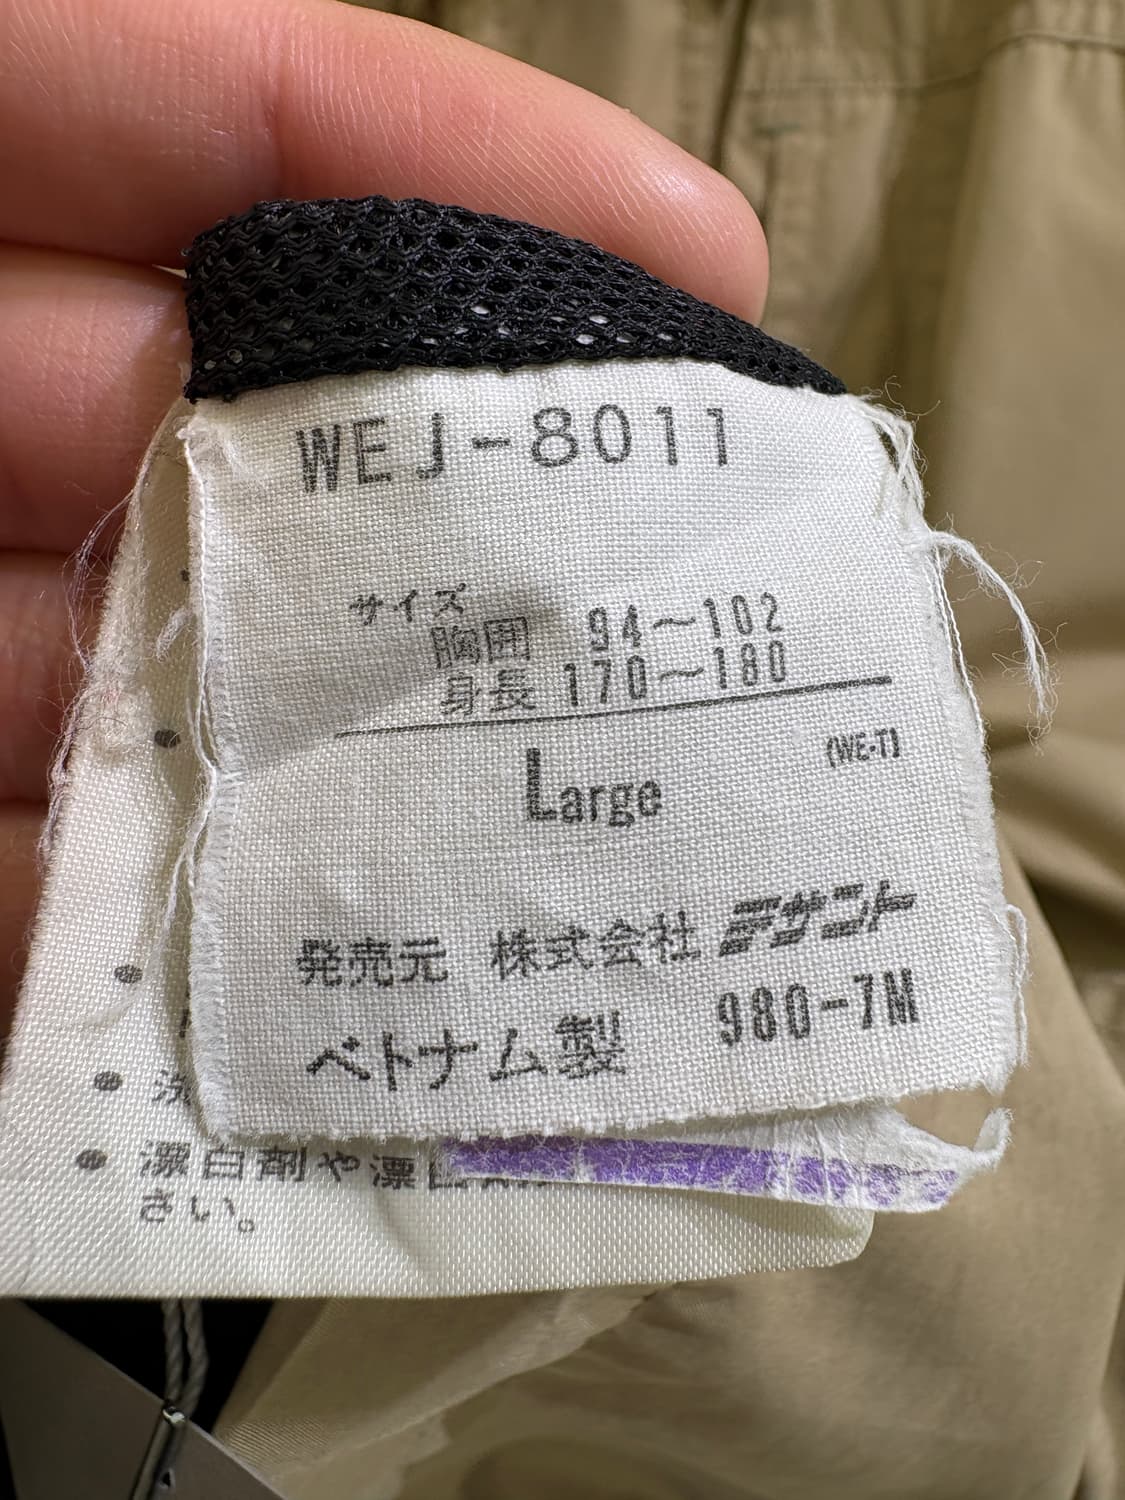 WEJ-8011
サイズ
胸囲 94～102
身長 170～180
(WE-T)
Large
発売元 株式会社 デサント
ベトナム製 980-7M
漂白剤や漂白
さい。